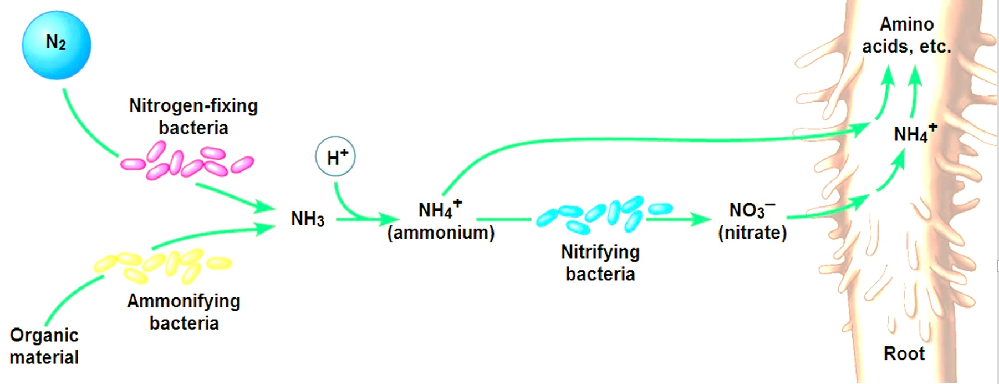 N₂
Nitrogen-fixing
bacteria
H⁺
NH₃
NH₄⁺
(ammonium)
Nitrifying
bacteria
NO₃⁻
(nitrate)
Ammonifying
bacteria
Organic
material
Amino
acids, etc.
NH₄⁺
Root